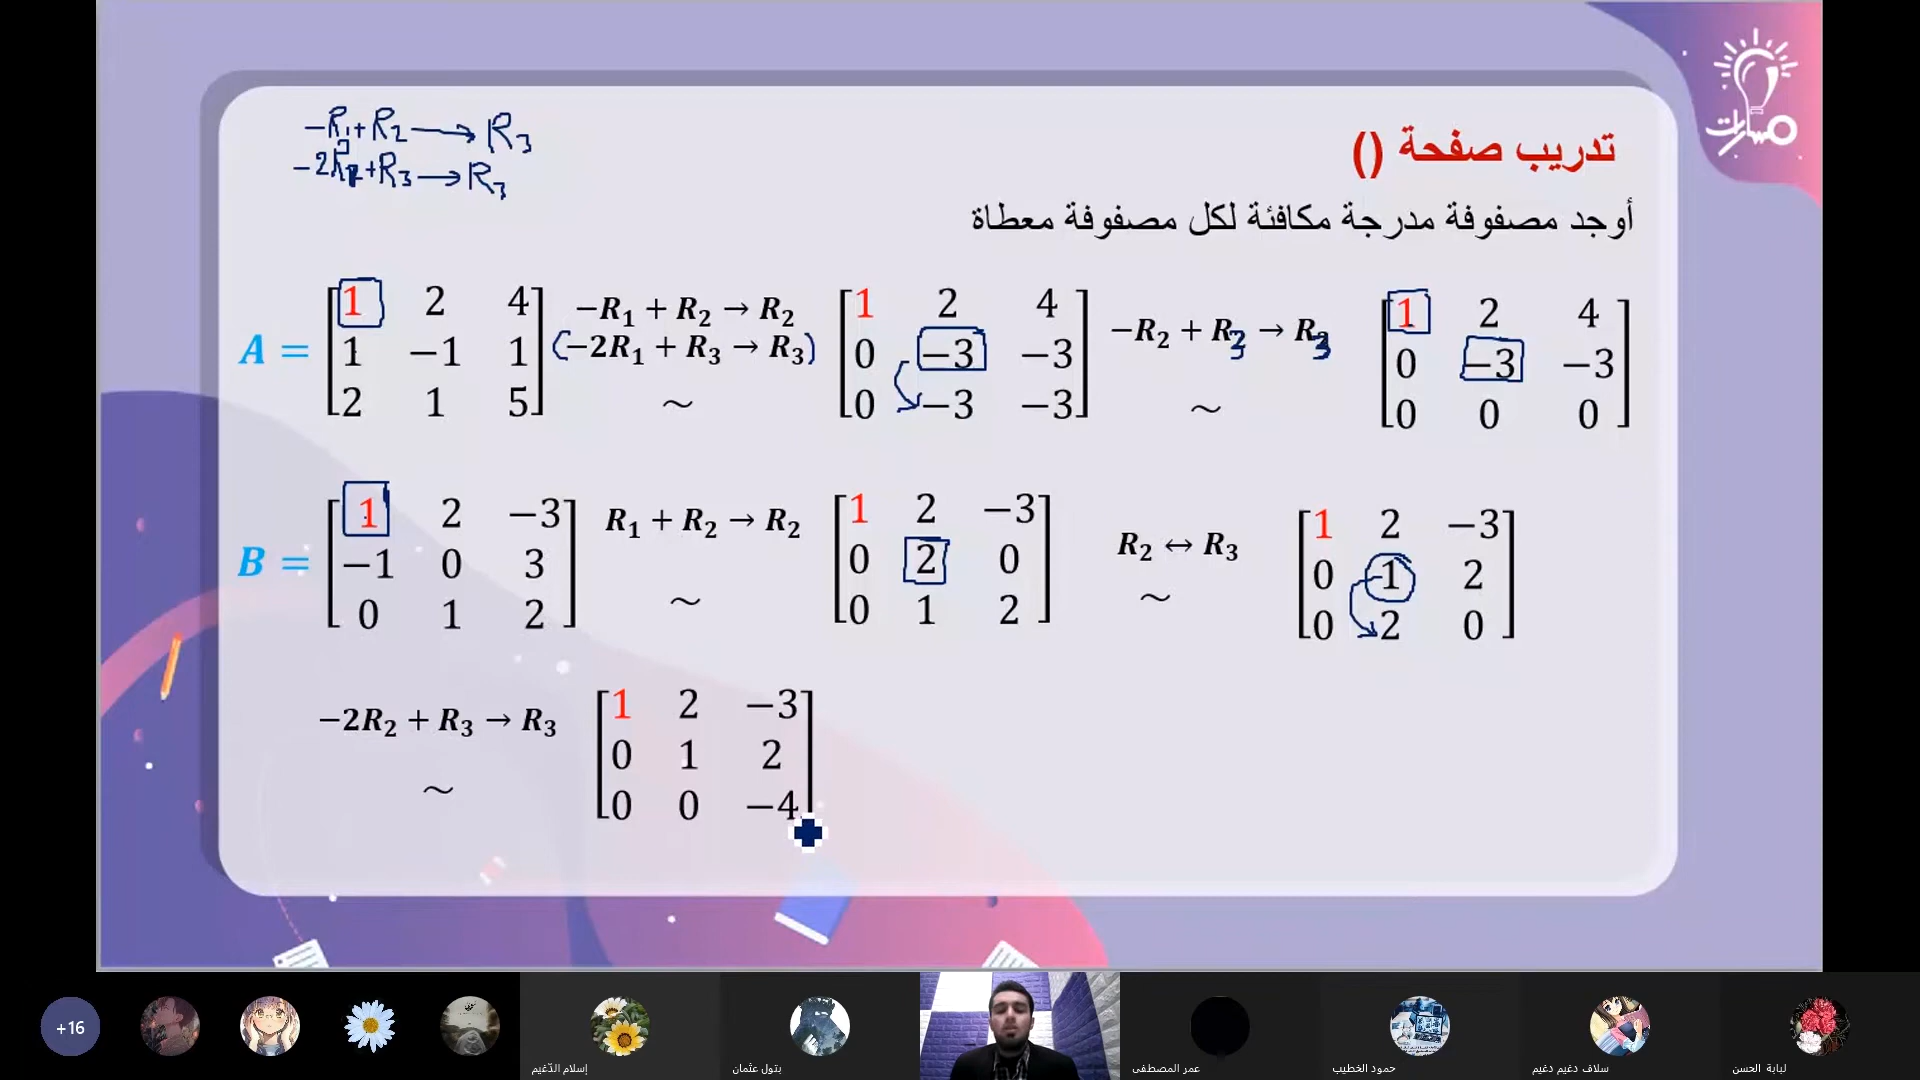 مسارات
تدريب صفحة ()
أوجد مصفوفة مدرجة مكافئة لكل مصفوفة معطاة
−R₁ + R₂ → R₃
−2R + R₃ → R₃
A = [1 2 4; 1 −1 1; 2 1 5] −R₁ + R₂ → R₂ (−2R₁ + R₃ → R₃) ~ [1 2 4; 0 −3 −3; 0 −3 −3] −R₂ + R₃ → R₃ ~ [1 2 4; 0 −3 −3; 0 0 0]
B = [1 2 −3; −1 0 3; 0 1 2] R₁ + R₂ → R₂ ~ [1 2 −3; 0 2 0; 0 1 2] R₂ ↔ R₃ ~ [1 2 −3; 0 1 2; 0 2 0]
−2R₂ + R₃ → R₃ ~ [1 2 −3; 0 1 2; 0 0 −4]
+16
إسلام الدّغيم
بتول عثمان
عمر المصطفى
حمود الخطيب
سلاف دغيم دغيم
لبابة الحسن